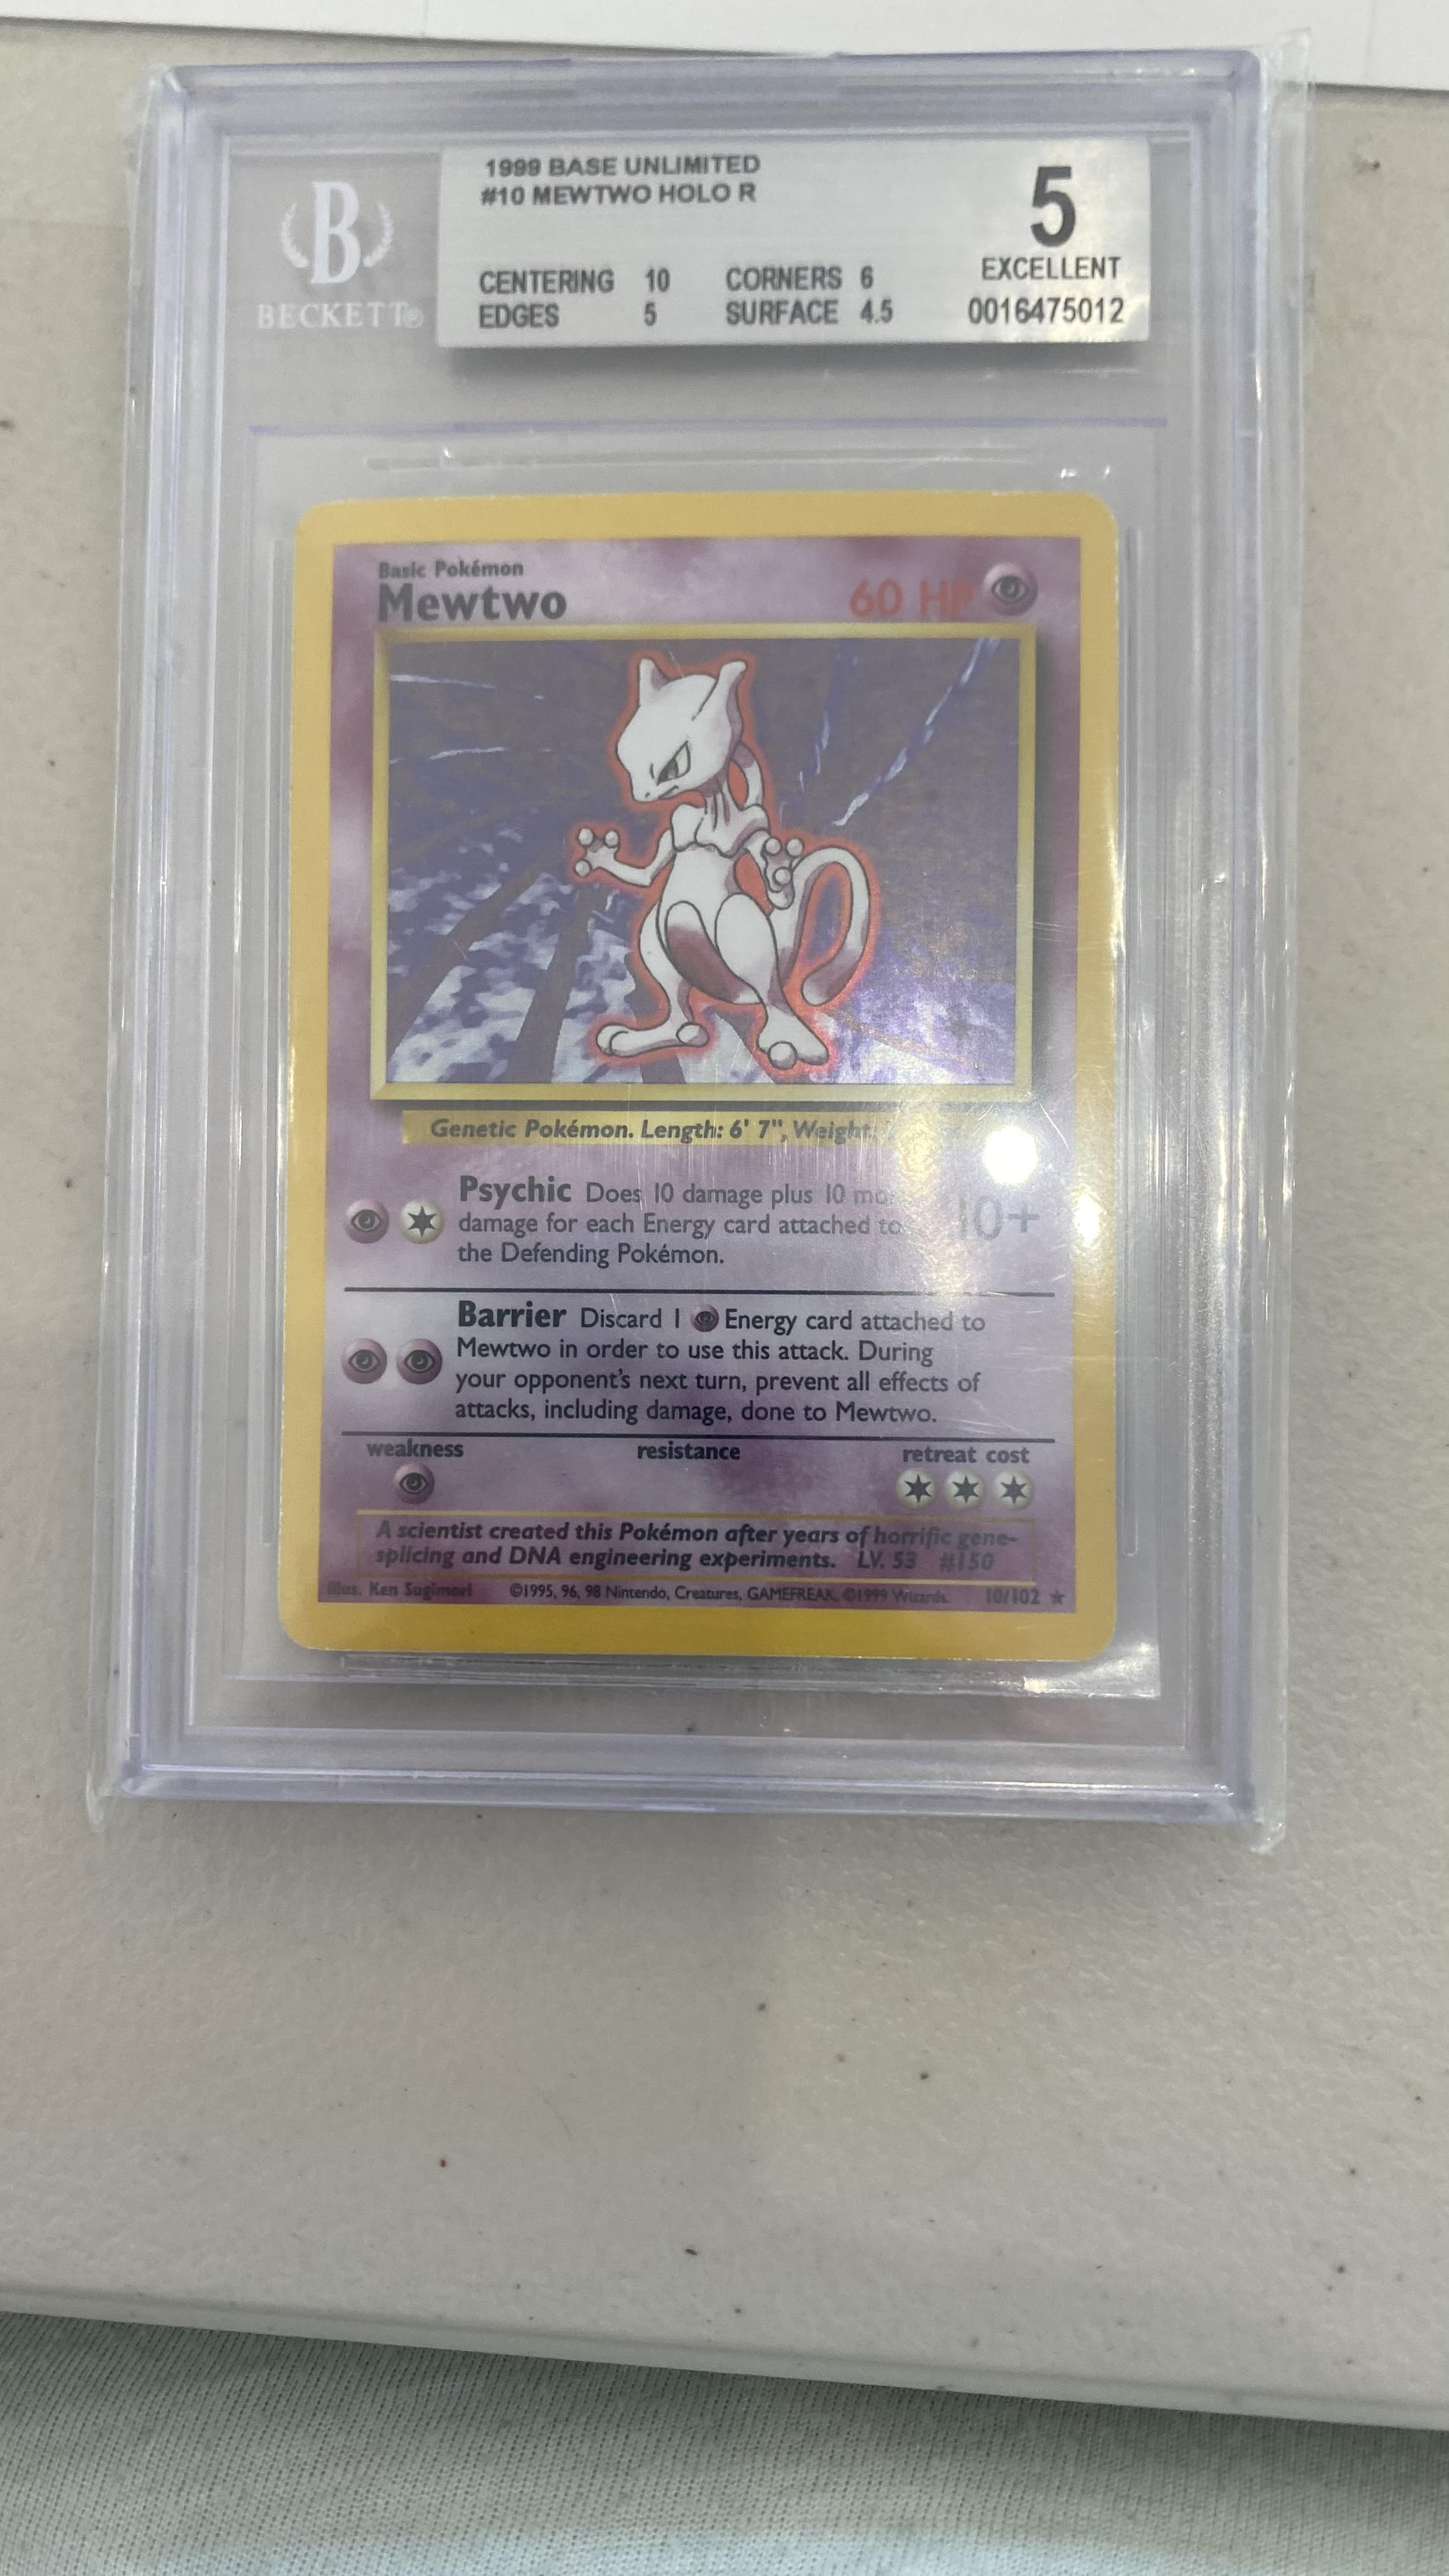 1999 BASE UNLIMITED
#10 MEWTWO HOLO R
5
EXCELLENT
CENTERING 10 CORNERS 6
EDGES 5 SURFACE 4.5
0016475012
B
BECKETT®
Basic Pokémon
Mewtwo 60 HP
Genetic Pokémon. Length: 6' 7", Weight:
Psychic Does 10 damage plus 10
damage for each Energy card attached to
the Defending Pokémon.
10+
Barrier Discard 1 Energy card attached to
Mewtwo in order to use this attack. During
your opponent's next turn, prevent all effects of
attacks, including damage, done to Mewtwo.
weakness resistance retreat cost
A scientist created this Pokémon after years of horrific gene-
splicing and DNA engineering experiments. LV. 53 #150
Illus. Ken Sugimori ©1995, 96, 98 Nintendo, Creatures, GAMEFREAK. ©1999 Wizards. 10/102 ★